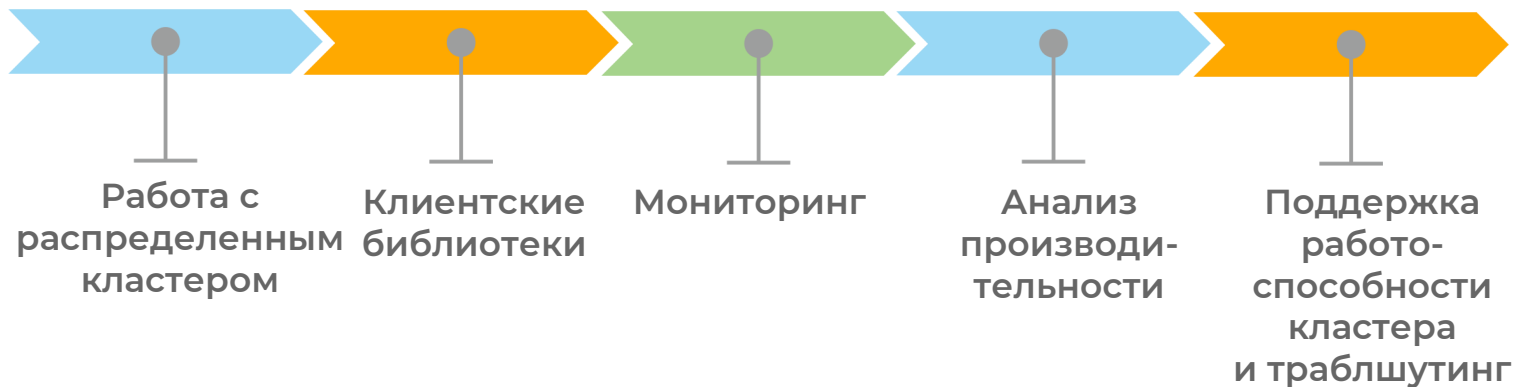 Работа с
распределенным
кластером
Клиентские
библиотеки
Мониторинг
Анализ
производи-
тельности
Поддержка
работо-
способности
кластера
и траблшутинг